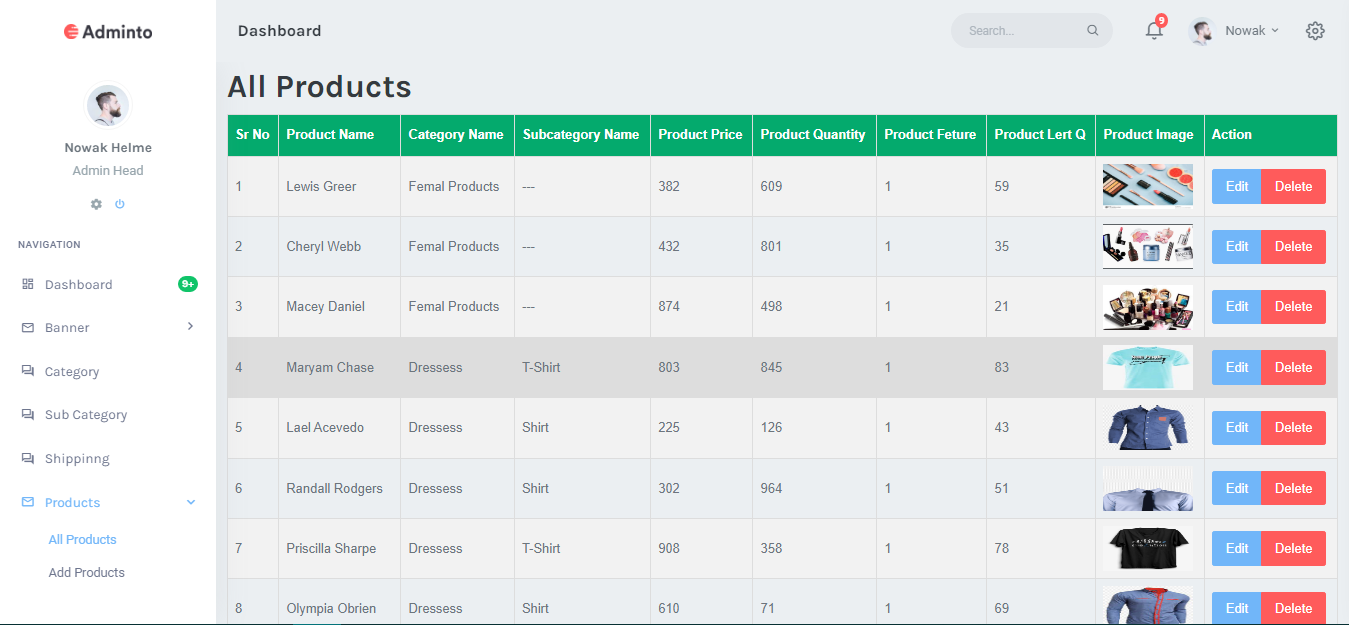 Adminto
Dashboard
Search...
9
Nowak
Nowak Helme
Admin Head
NAVIGATION
Dashboard 9+
Banner
Category
Sub Category
Shippinng
Products
All Products
Add Products
All Products
Sr No Product Name Category Name Subcategory Name Product Price Product Quantity Product Feture Product Lert Q Product Image Action
1 Lewis Greer Femal Products --- 382 609 1 59 Edit Delete
2 Cheryl Webb Femal Products --- 432 801 1 35 Edit Delete
3 Macey Daniel Femal Products --- 874 498 1 21 Edit Delete
4 Maryam Chase Dressess T-Shirt 803 845 1 83 Edit Delete
5 Lael Acevedo Dressess Shirt 225 126 1 43 Edit Delete
6 Randall Rodgers Dressess Shirt 302 964 1 51 Edit Delete
7 Priscilla Sharpe Dressess T-Shirt 908 358 1 78 Edit Delete
8 Olympia Obrien Dressess Shirt 610 71 1 69 Edit Delete